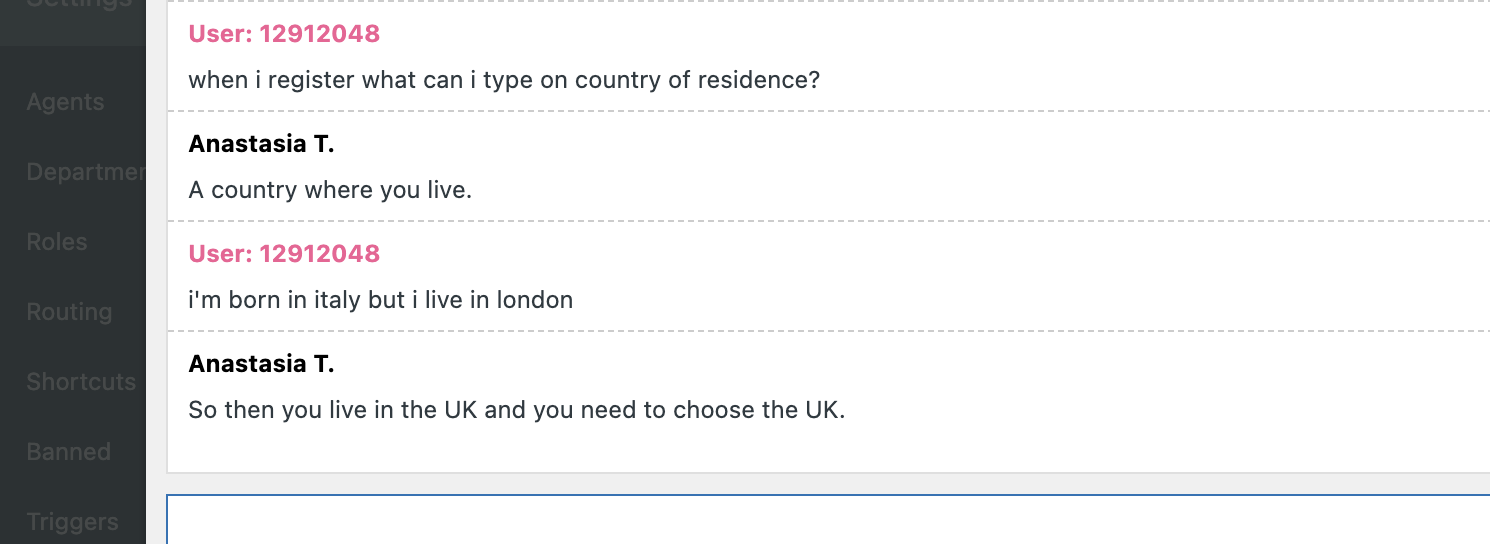 Settings
Agents
Departmen
Roles
Routing
Shortcuts
Banned
Triggers
User: 12912048
when i register what can i type on country of residence?
Anastasia T.
A country where you live.
User: 12912048
i'm born in italy but i live in london
Anastasia T.
So then you live in the UK and you need to choose the UK.